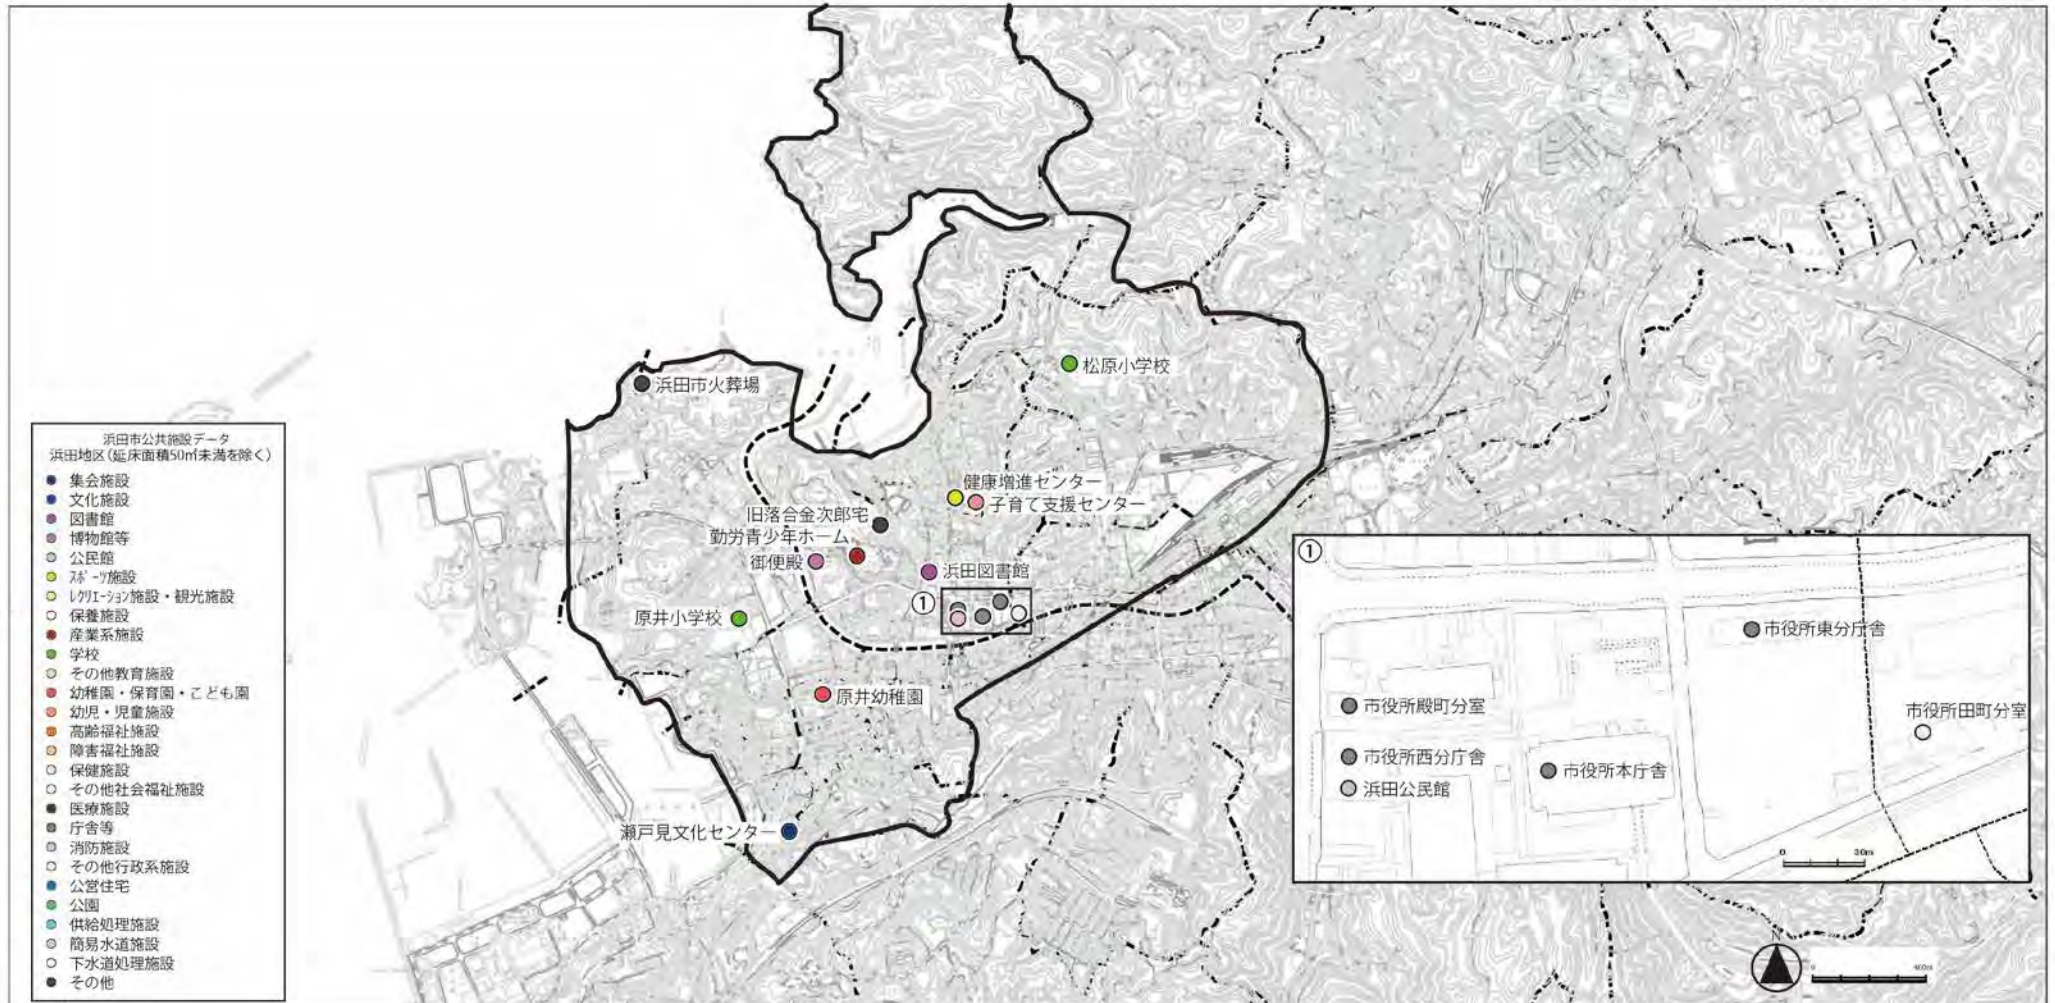 浜田市公共施設データ
浜田地区(延床面積50㎡未満を除く)
集会施設
文化施設
図書館
博物館等
公民館
スポーツ施設
レクリエーション施設・観光施設
保養施設
産業系施設
学校
その他教育施設
幼稚園・保育園・こども園
幼児・児童施設
高齢福祉施設
障害福祉施設
保健施設
その他社会福祉施設
医療施設
庁舎等
消防施設
その他行政系施設
公営住宅
公園
供給処理施設
簡易水道施設
下水道処理施設
その他
浜田市火葬場
松原小学校
健康増進センター
子育て支援センター
旧落合金次郎宅
勤労青少年ホーム
御便殿
浜田図書館
①
原井小学校
原井幼稚園
瀬戸見文化センター
①
市役所東分庁舎
市役所殿町分室
市役所田町分室
市役所西分庁舎
市役所本庁舎
浜田公民館
0 30m
N
0 400m